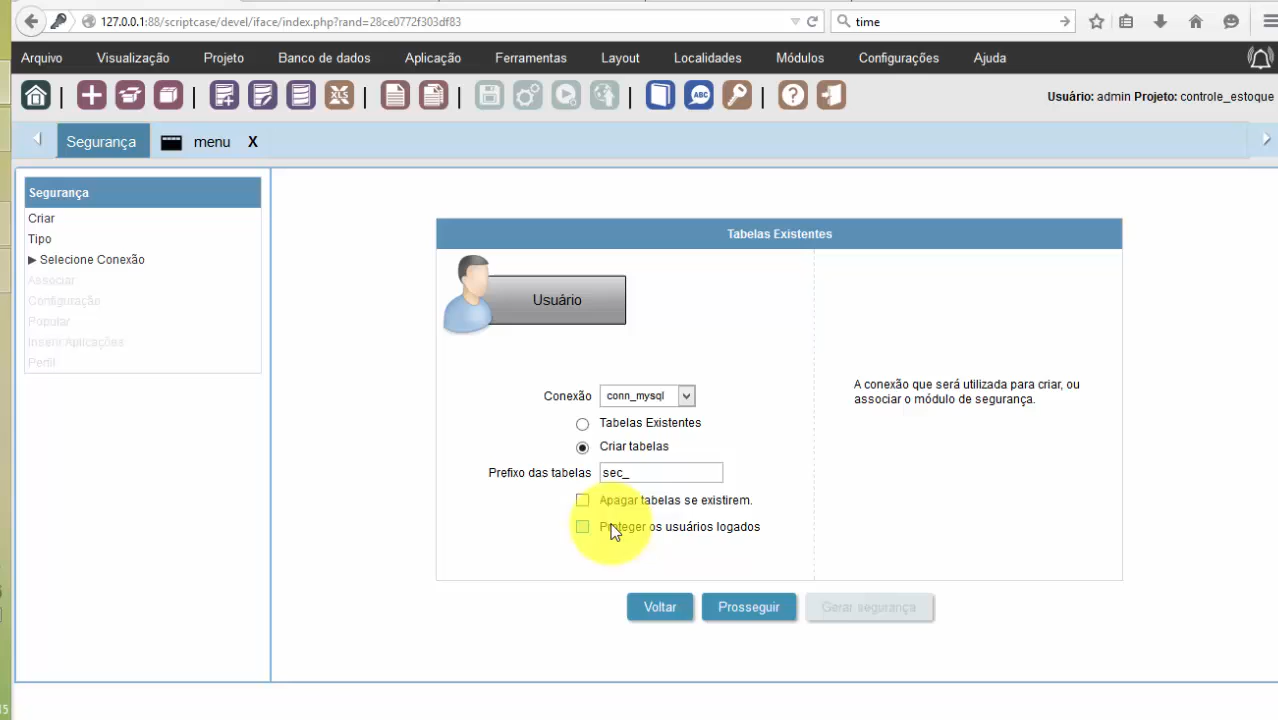 127.0.0.1:88/scriptcase/devel/iface/index.php?rand=28ce0772f303df83
time
Arquivo Visualização Projeto Banco de dados Aplicação Ferramentas Layout Localidades Módulos Configurações Ajuda
XLS
ABC
?
Usuário: admin Projeto: controle_estoque
Segurança menu X
Segurança
Criar
Tipo
▶ Selecione Conexão
Associar
Configuração
Popular
Inserir Aplicações
Perfil
Tabelas Existentes
Usuário
Conexão conn_mysql
Tabelas Existentes
Criar tabelas
Prefixo das tabelas sec_
Apagar tabelas se existirem.
Proteger os usuários logados
A conexão que será utilizada para criar, ou
associar o módulo de segurança.
Voltar Prosseguir Gerar segurança